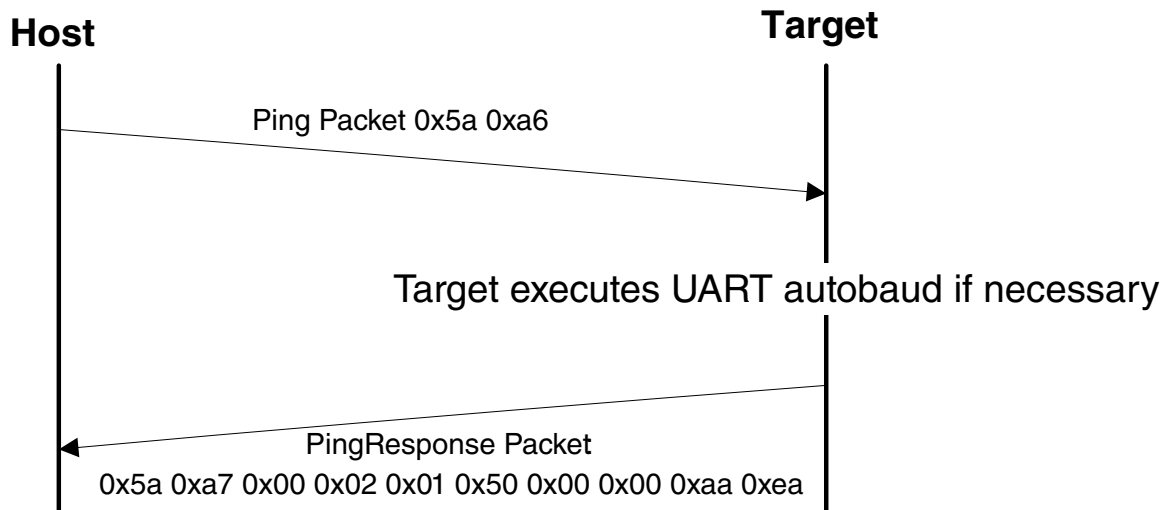 Host
Target
Ping Packet 0x5a 0xa6
Target executes UART autobaud if necessary
PingResponse Packet
0x5a 0xa7 0x00 0x02 0x01 0x50 0x00 0x00 0xaa 0xea